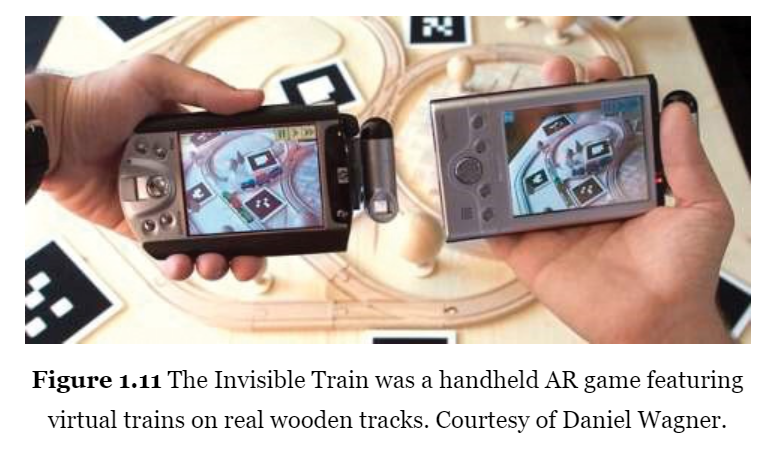 Figure 1.11 The Invisible Train was a handheld AR game featuring
virtual trains on real wooden tracks. Courtesy of Daniel Wagner.